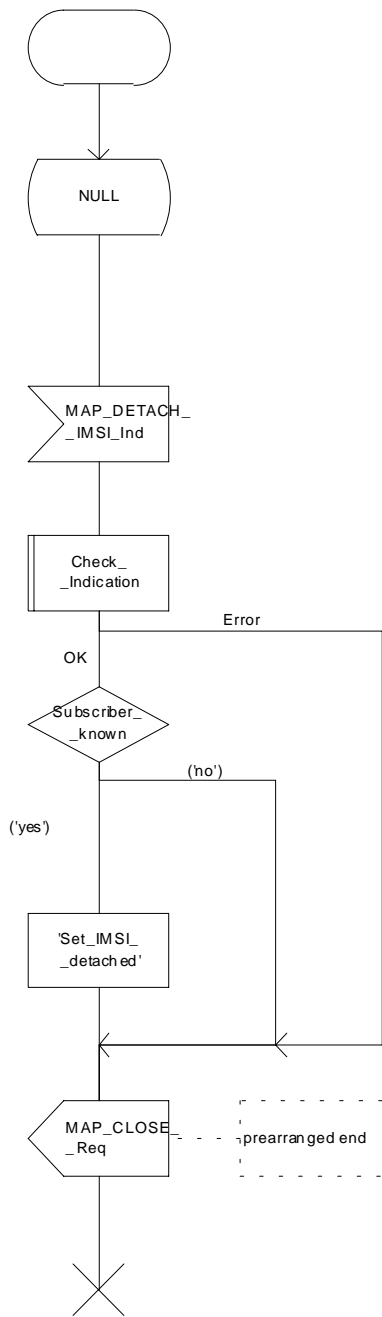 NULL
MAP_DETACH_
_IMSI_Ind
Check_
_Indication
Error
OK
Subscriber_
_known
('no')
('yes')
'Set_IMSI_
_detached'
MAP_CLOSE_
_Req
prearranged end